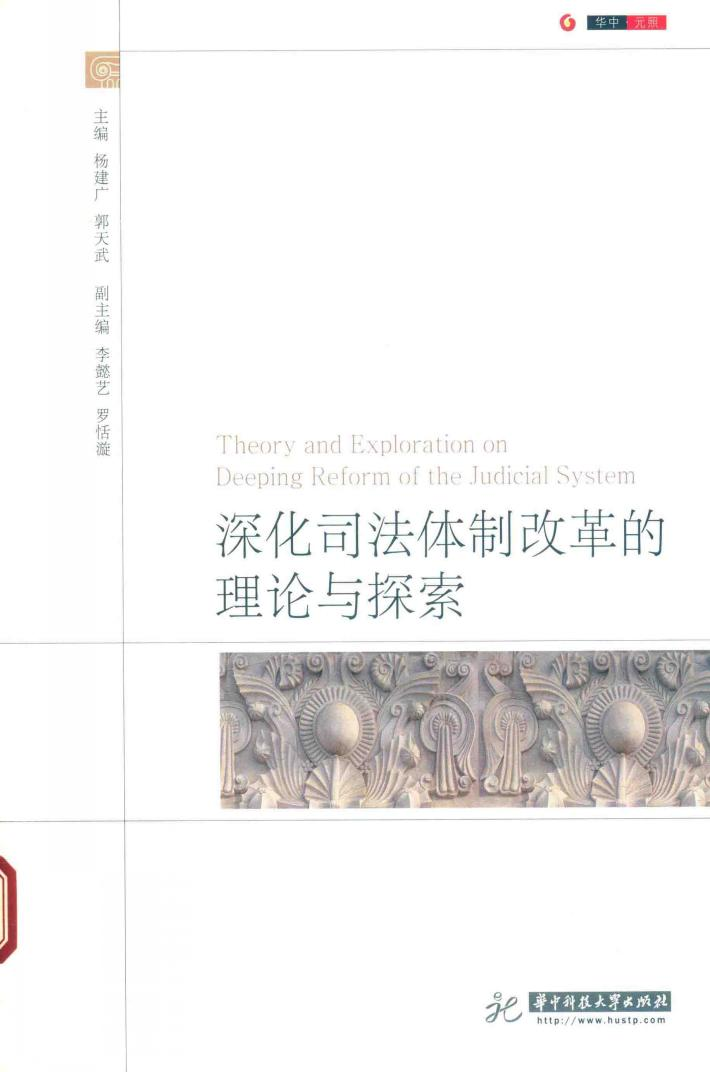 华中·元照
主编 杨建广 郭天武 副主编 李懿艺 罗恬漩
Theory and Exploration on
Deeping Reform of the Judicial System
深化司法体制改革的
理论与探索
华中科技大学出版社
http://www.hustp.com